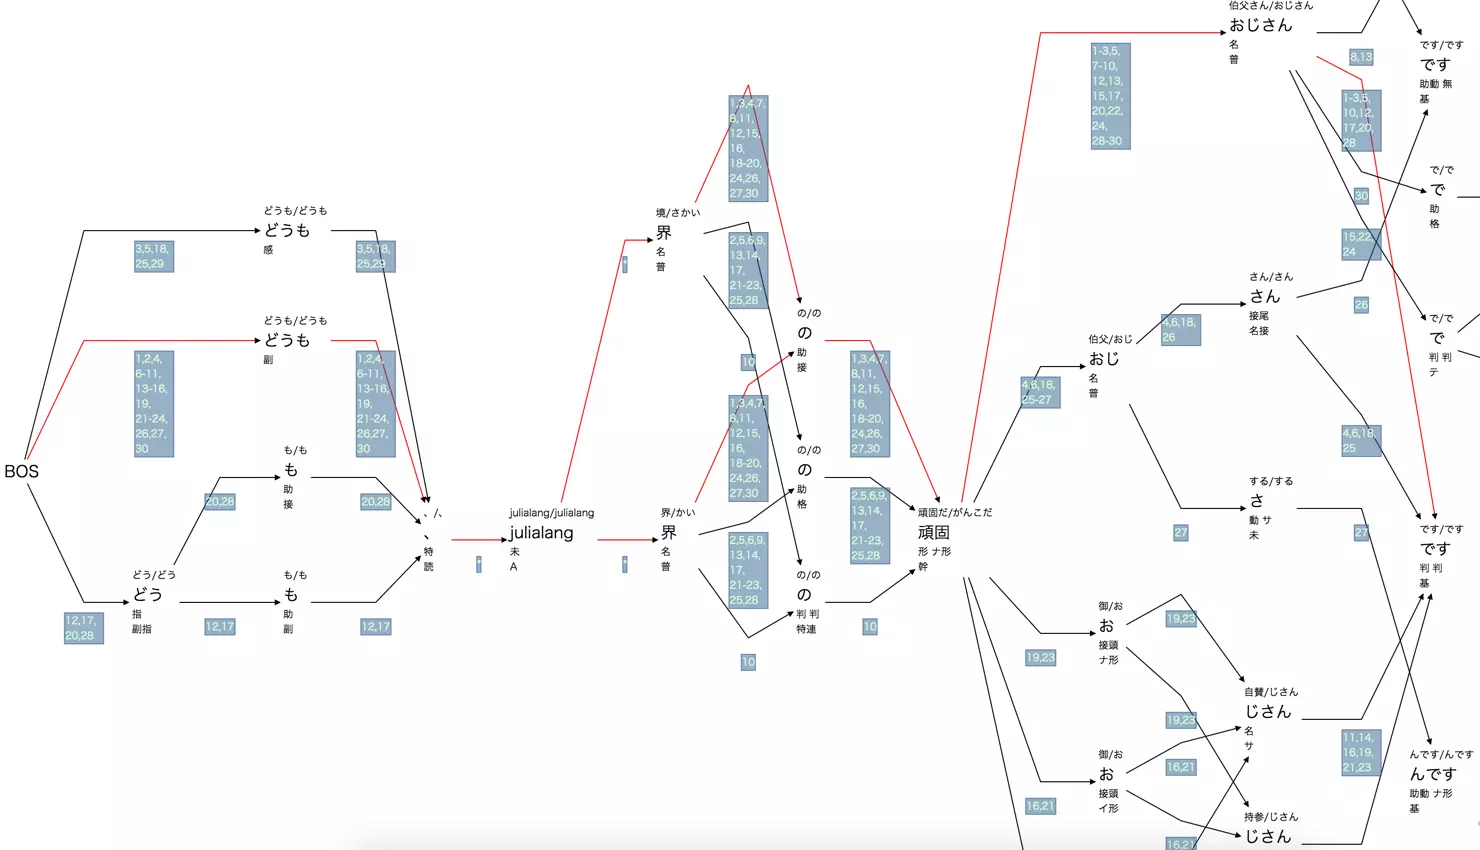 BOS
3,5,18,
25,29
どうも/どうも
どうも
感
3,5,18,
25,29
1,2,4,
6-11,
13-16,
19,
21-24,
26,27,
30
どうも/どうも
どうも
副
1,2,4,
6-11,
13-16,
19,
21-24,
26,27,
30
12,17,
20,28
どう/どう
どう
指
副指
20,28
も/も
も
助
接
20,28
12,17
も/も
も
助
副
12,17
、/、
、
特
読
*
julialang/julialang
julialang
未
A
*
境/さかい
界
名
普
*
界/かい
界
名
普
1,3,4,7,
8,11,
12,15,
16,
18-20,
24,26,
27,30
2,5,6,9,
13,14,
17,
21-23,
25,28
10
1,3,4,7,
8,11,
12,15,
16,
18-20,
24,26,
27,30
2,5,6,9,
13,14,
17,
21-23,
25,28
10
の/の
の
助
接
の/の
の
助
格
の/の
の
判 判
特連
1,3,4,7,
8,11,
12,15,
16,
18-20,
24,26,
27,30
2,5,6,9,
13,14,
17,
21-23,
25,28
10
頑固だ/がんこだ
頑固
形 ナ形
幹
1-3,5,
7-10,
12,13,
15,17,
20,22,
24,
28-30
4,6,18,
25-27
19,23
16,21
伯父さん/おじさん
おじさん
名
普
伯父/おじ
おじ
名
普
4,6,18,
26
27
さん/さん
さん
接尾
名接
する/する
さ
動 サ
未
御/お
お
接頭
ナ形
19,23
19,23
御/お
お
接頭
イ形
16,21
16,21
自賛/じさん
じさん
名
サ
持参/じさん
じさん
8,13
1-3,5,
10,12,
17,20,
28
30
15,22,
24
26
4,6,18,
25
27
11,14,
16,19,
21,23
です/です
です
助動 無
基
で/で
で
助
格
で/で
で
判 判
テ
です/です
です
判 判
基
んです/んです
んです
助動 ナ形
基